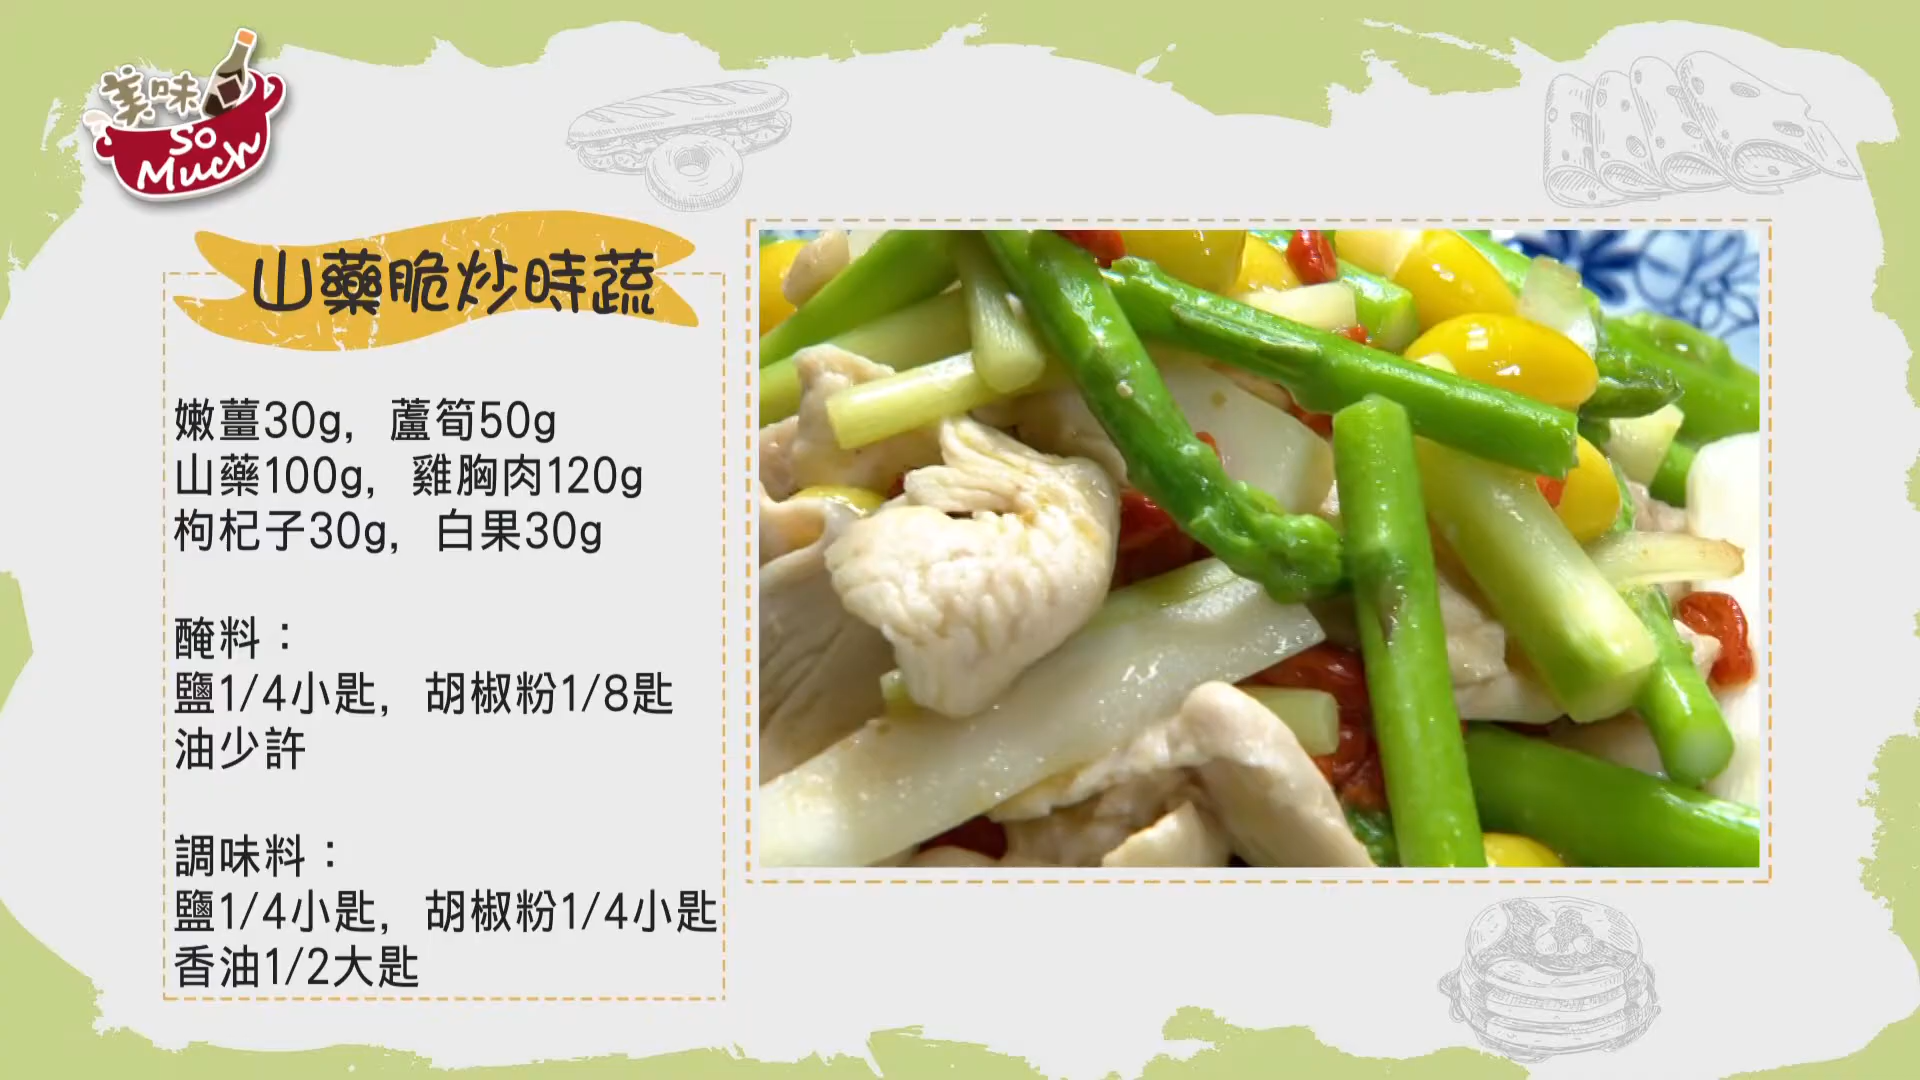 美味
So
Much
山藥脆炒時蔬
嫩薑30g, 蘆筍50g
山藥100g, 雞胸肉120g
枸杞子30g, 白果30g
醃料：
鹽1/4小匙, 胡椒粉1/8匙
油少許
調味料：
鹽1/4小匙, 胡椒粉1/4小匙
香油1/2大匙